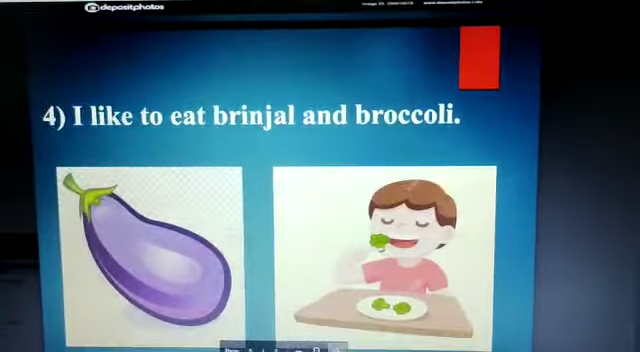 depositphotos
4) I like to eat brinjal and broccoli.